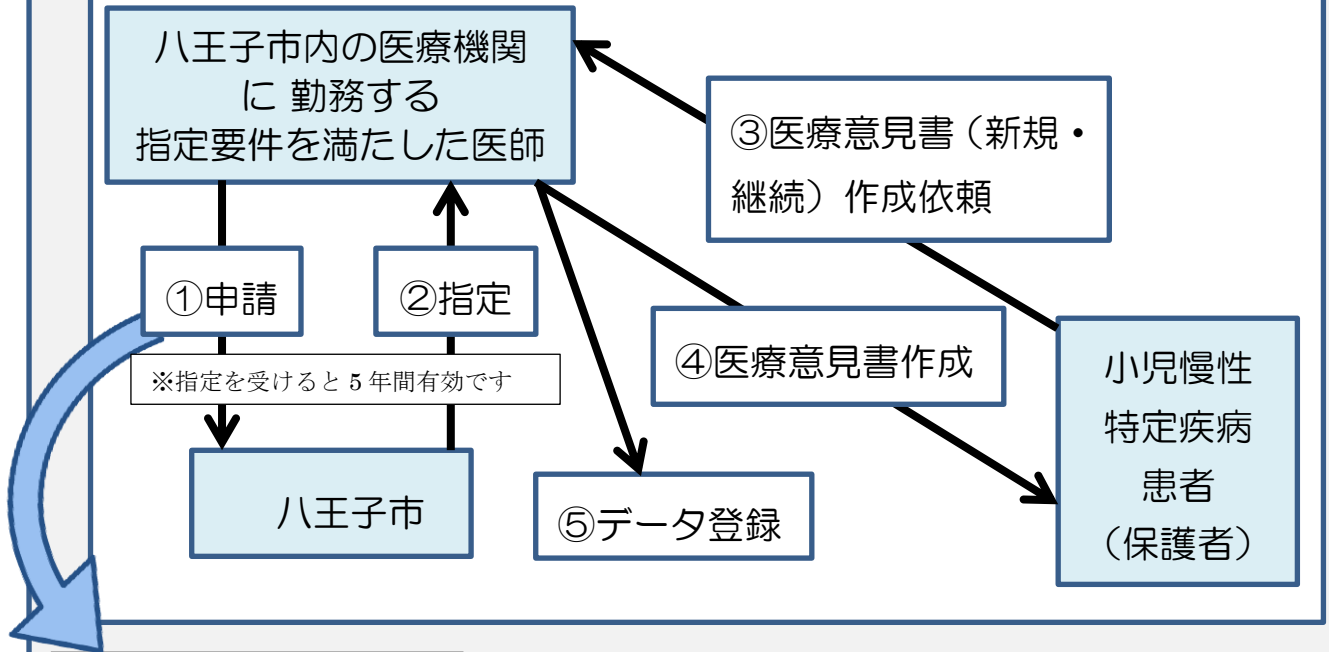 八王子市内の医療機関
に 勤務する
指定要件を満たした医師
③医療意見書（新規・
継続）作成依頼
①申請
②指定
※指定を受けると 5 年間有効です
④医療意見書作成
小児慢性
特定疾病
患者
（保護者）
八王子市
⑤データ登録